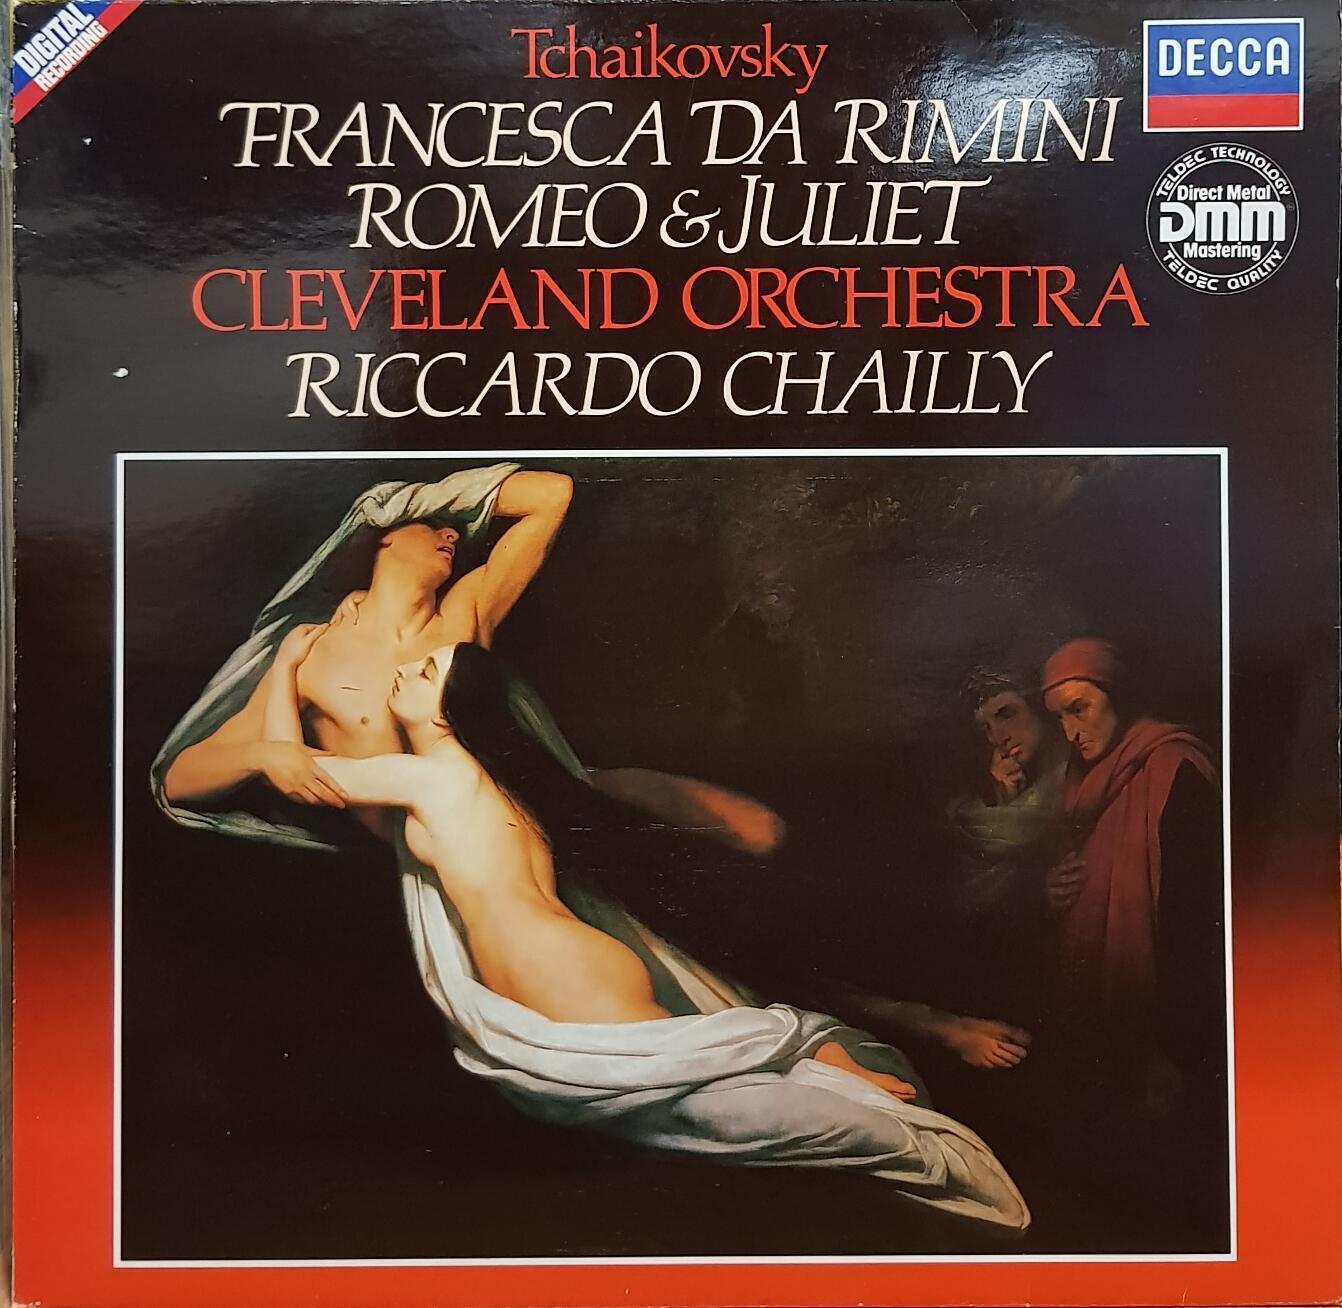 DIGITAL
RECORDING
Tchaikovsky
FRANCESCA DA RIMINI
ROMEO & JULIET
CLEVELAND ORCHESTRA
RICCARDO CHAILLY
DECCA
TELDEC TECHNOLOGY
Direct Metal
DMM
Mastering
TELDEC QUALITY